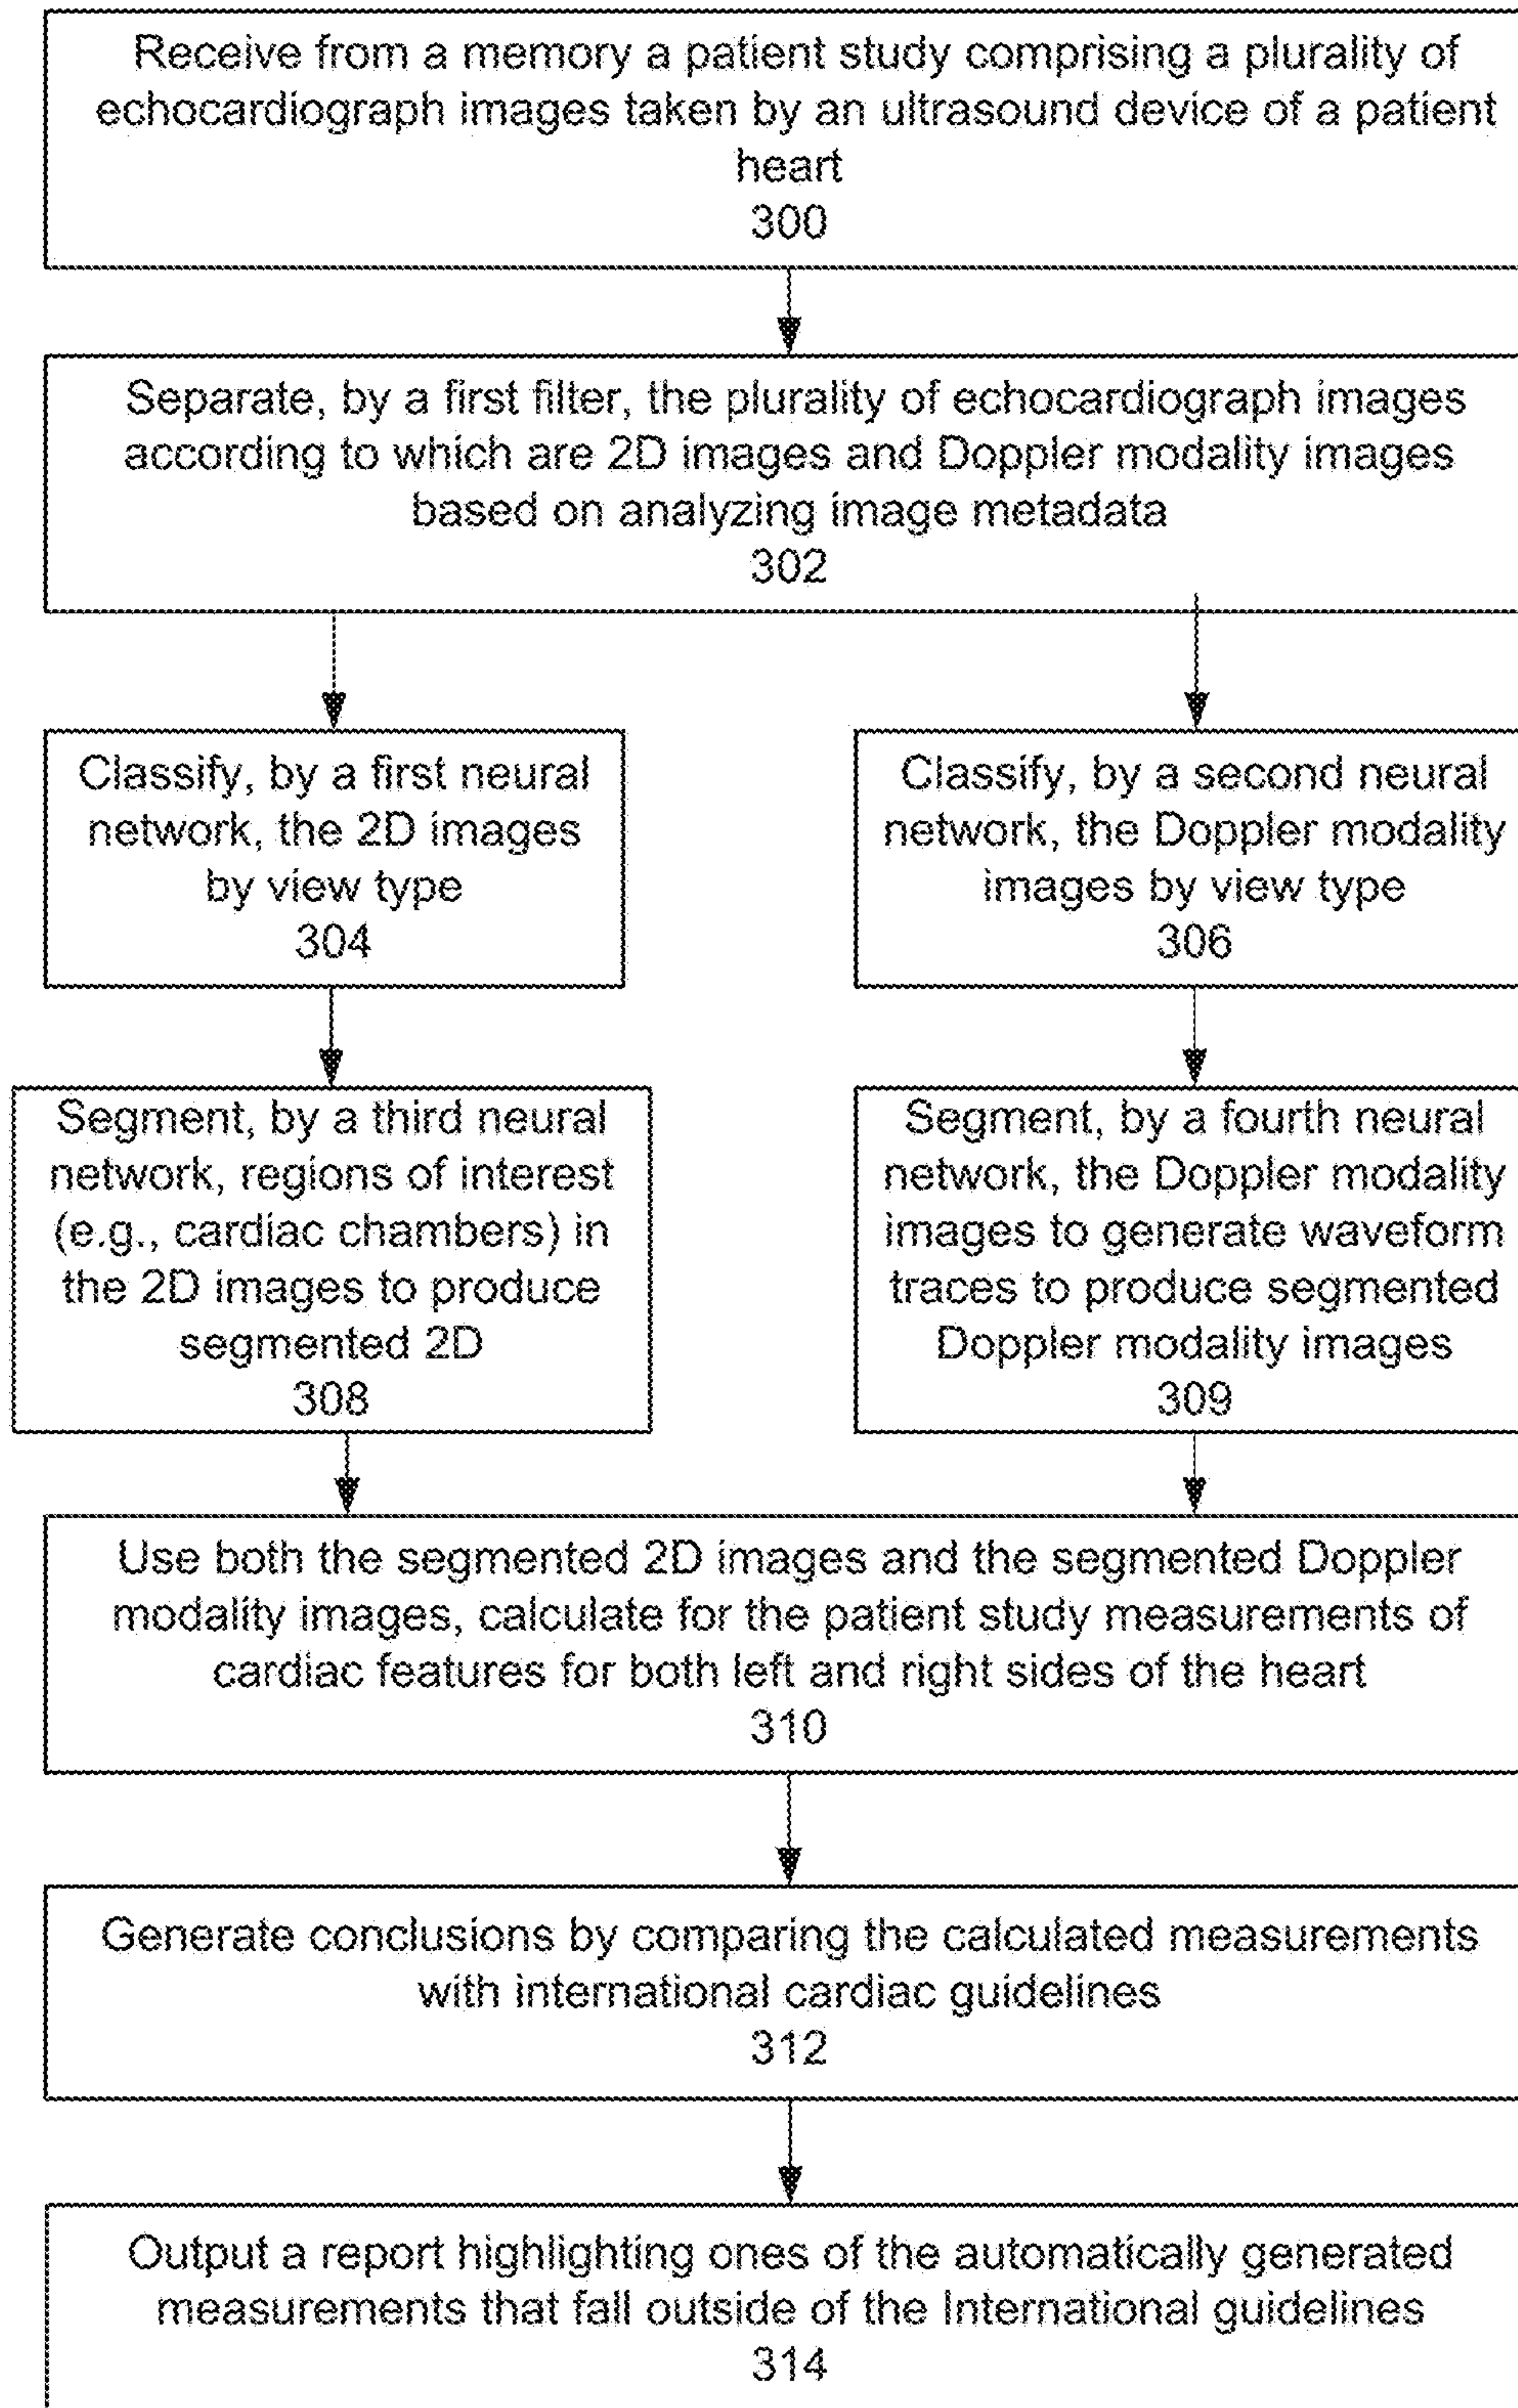 Receive from a memory a patient study comprising a plurality of
echocardiograph images taken by an ultrasound device of a patient
heart
300
Separate, by a first filter, the plurality of echocardiograph images
according to which are 2D images and Doppler modality images
based on analyzing image metadata
302
Classify, by a first neural
network, the 2D images
by view type
304
Classify, by a second neural
network, the Doppler modality
images by view type
306
Segment, by a third neural
network, regions of interest
(e.g., cardiac chambers) in
the 2D images to produce
segmented 2D
308
Segment, by a fourth neural
network, the Doppler modality
images to generate waveform
traces to produce segmented
Doppler modality images
309
Use both the segmented 2D images and the segmented Doppler
modality images, calculate for the patient study measurements of
cardiac features for both left and right sides of the heart
310
Generate conclusions by comparing the calculated measurements
with international cardiac guidelines
312
Output a report highlighting ones of the automatically generated
measurements that fall outside of the International guidelines
314